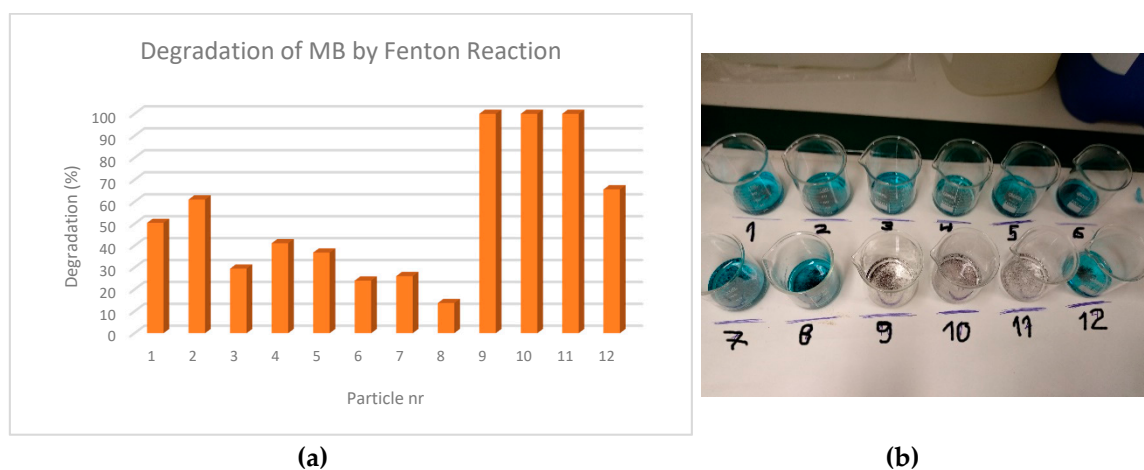 Degradation of MB by Fenton Reaction
Degradation (%)
100
90
80
70
60
50
40
30
20
10
0
1 2 3 4 5 6 7 8 9 10 11 12
Particle nr
1 2 3 4 5 6
7 8 9 10 11 12
(a) (b)